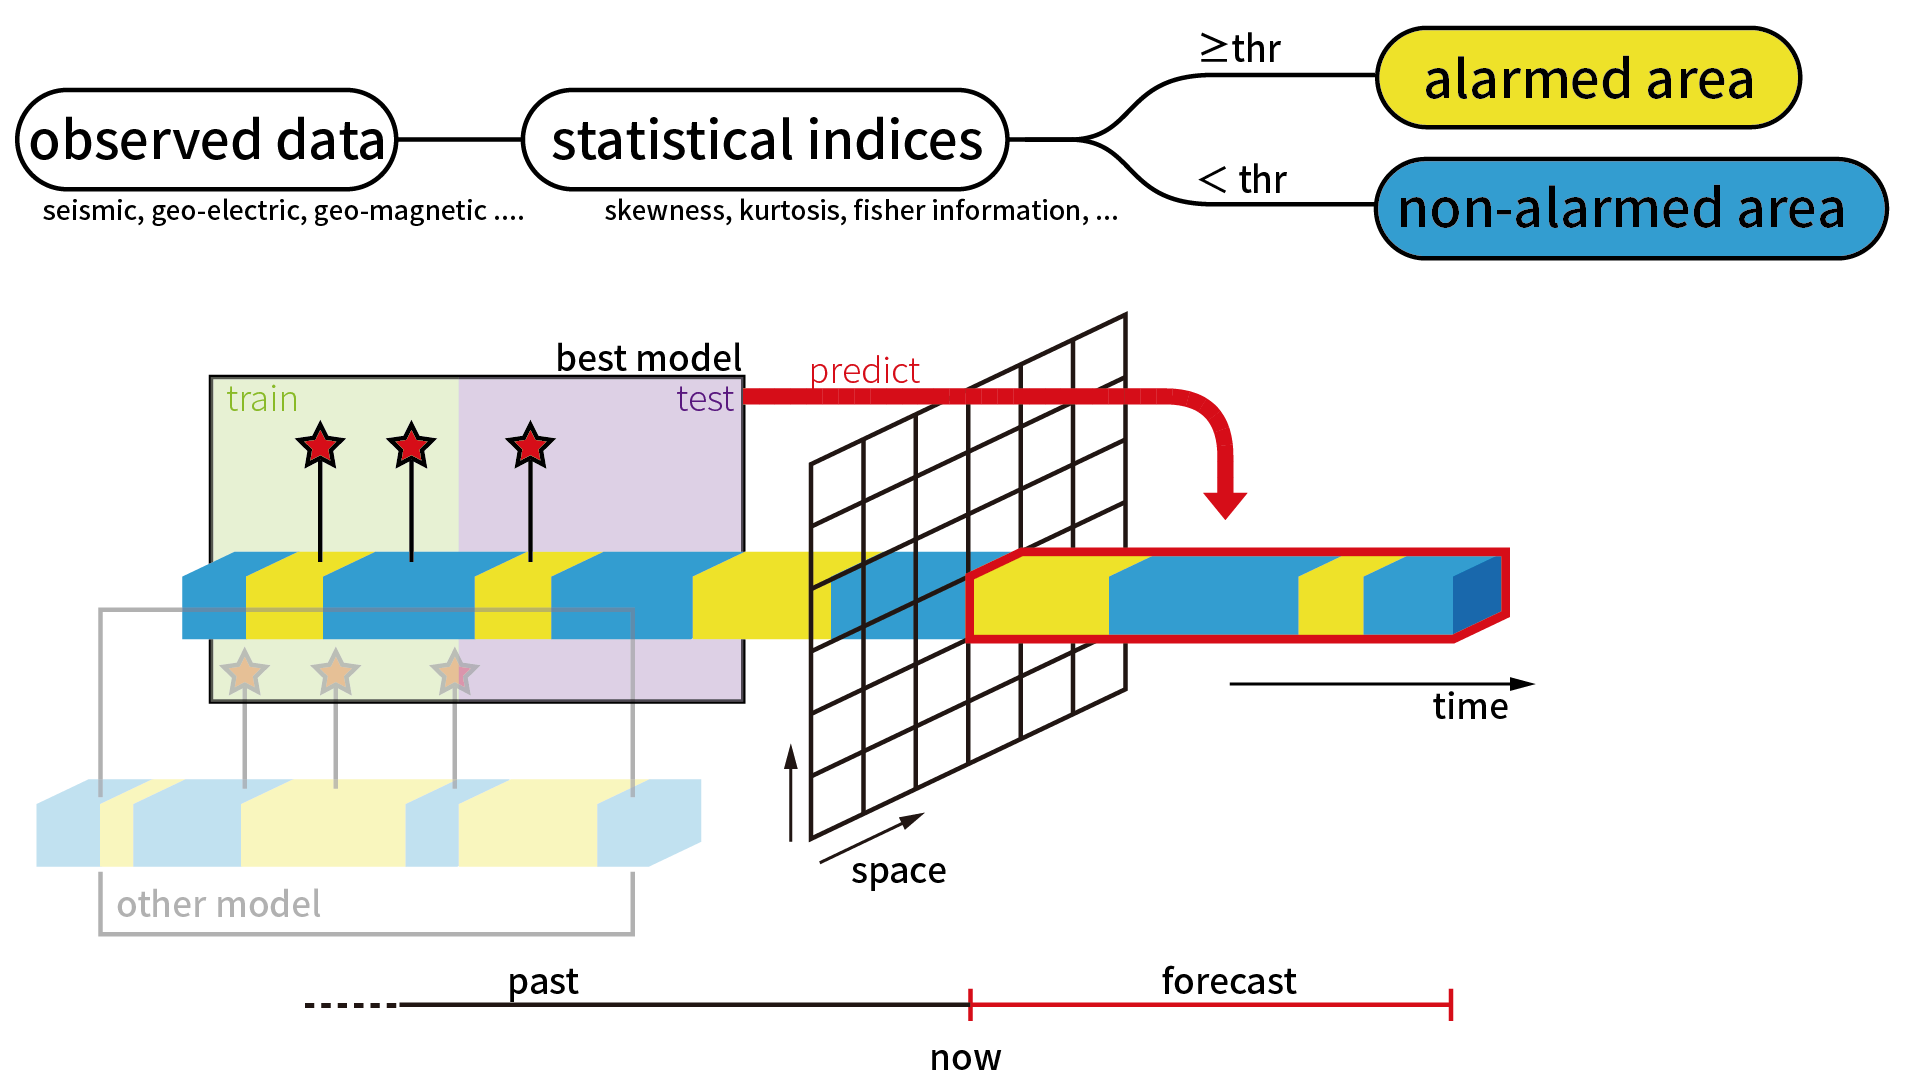 ≥thr
alarmed area
observed data
statistical indices
< thr
non-alarmed area
seismic, geo-electric, geo-magnetic ....
skewness, kurtosis, fisher information, ...
best model
predict
train
test
time
space
other model
past
forecast
now